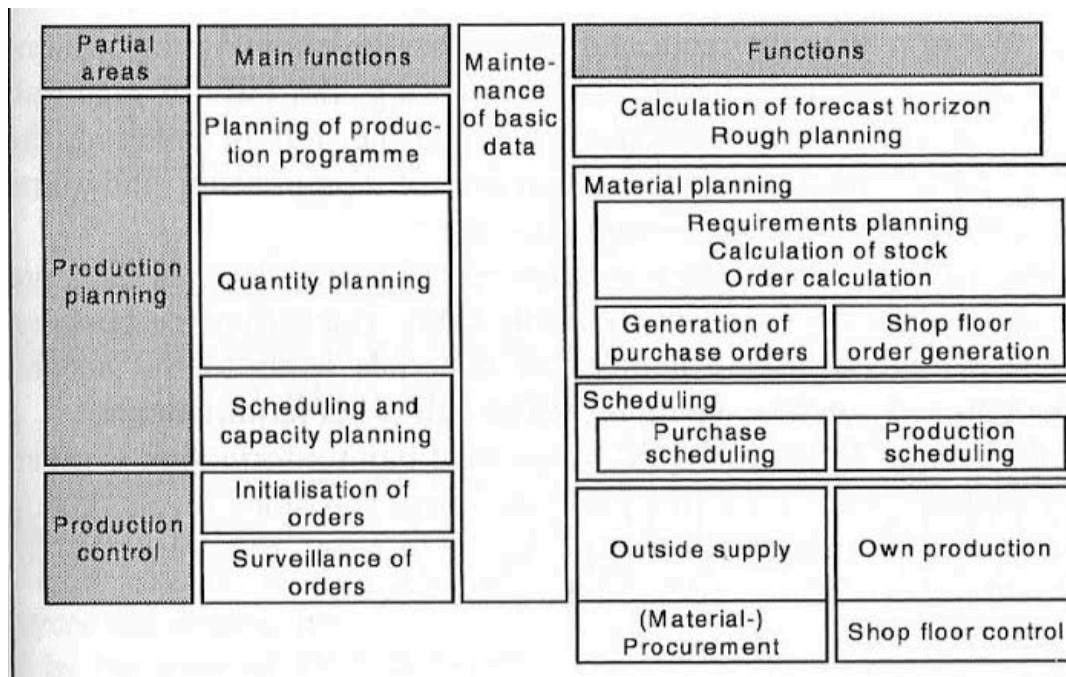 Partial
areas
Main functions
Mainte-
nance
of basic
data
Functions
Production
planning
Planning of produc-
tion programme
Quantity planning
Scheduling and
capacity planning
Production
control
Initialisation of
orders
Surveillance of
orders
Calculation of forecast horizon
Rough planning
Material planning
Requirements planning
Calculation of stock
Order calculation
Generation of
purchase orders
Shop floor
order generation
Scheduling
Purchase
scheduling
Production
scheduling
Outside supply
Own production
(Material-)
Procurement
Shop floor control